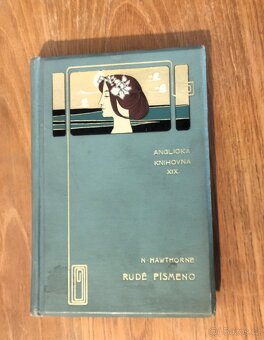 ANGLICKÁ
KNIHOVNA
XIX.
N. HAWTHORNE
RUDÉ PÍSMENO